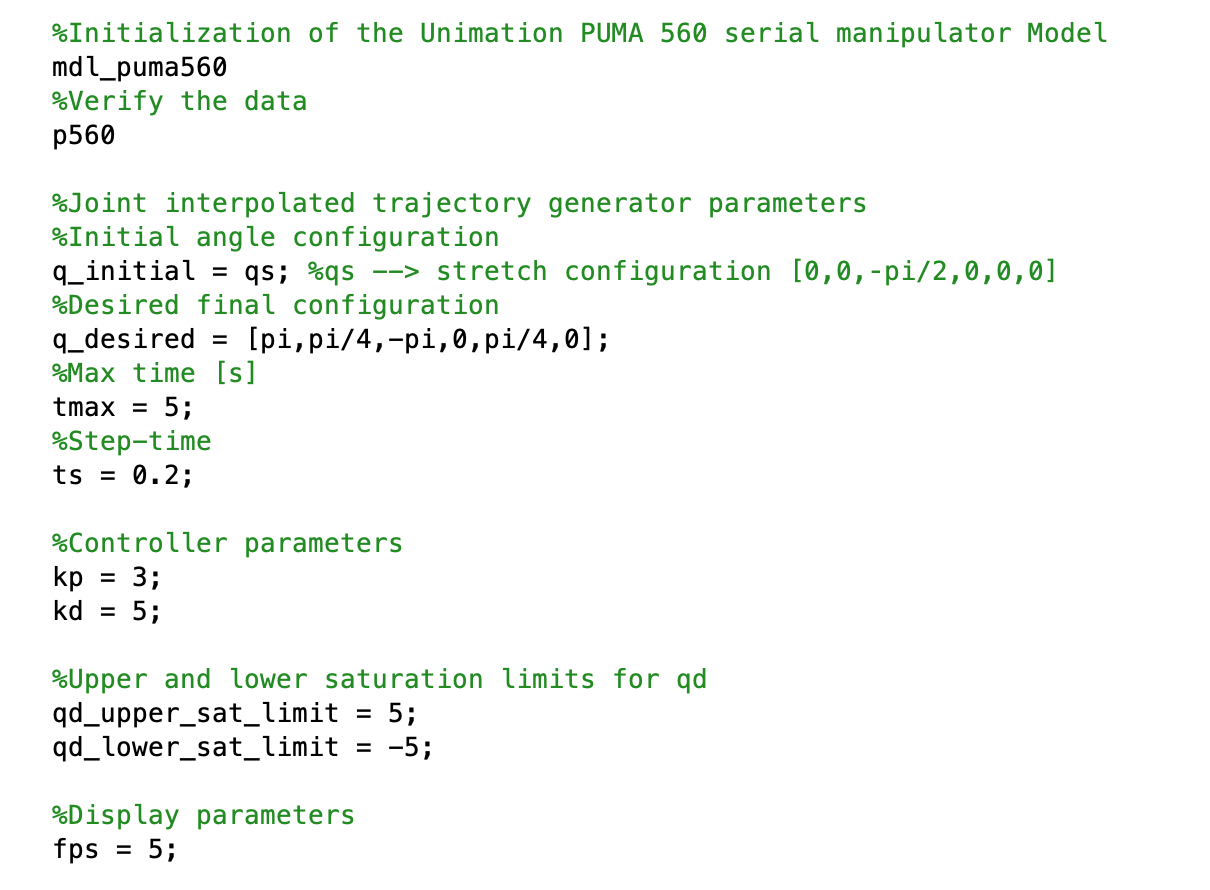 %Initialization of the Unimation PUMA 560 serial manipulator Model
mdl_puma560
%Verify the data
p560
%Joint interpolated trajectory generator parameters
%Initial angle configuration
q_initial = qs; %qs --> stretch configuration [0,0,-pi/2,0,0,0]
%Desired final configuration
q_desired = [pi,pi/4,-pi,0,pi/4,0];
%Max time [s]
tmax = 5;
%Step-time
ts = 0.2;
%Controller parameters
kp = 3;
kd = 5;
%Upper and lower saturation limits for qd
qd_upper_sat_limit = 5;
qd_lower_sat_limit = -5;
%Display parameters
fps = 5;